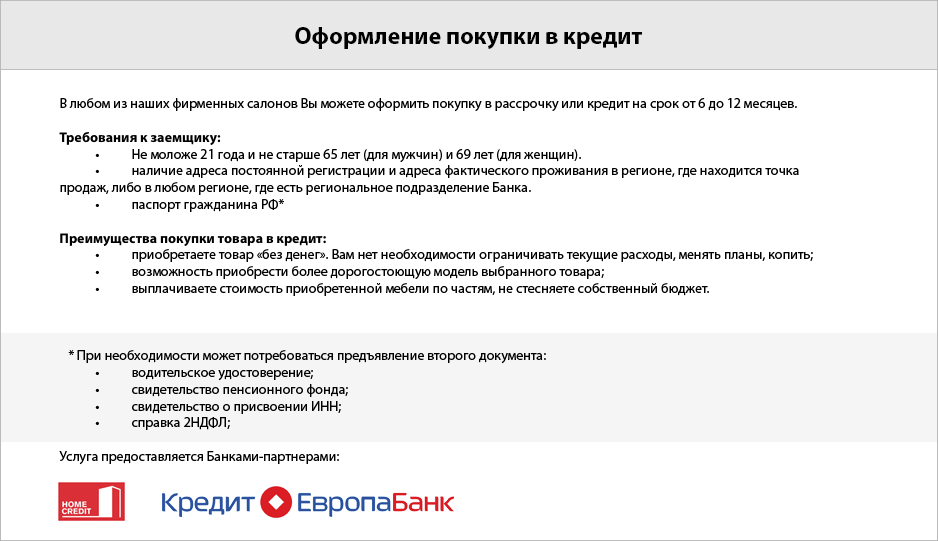 Оформление покупки в кредит
В любом из наших фирменных салонов Вы можете оформить покупку в рассрочку или кредит на срок от 6 до 12 месяцев.
Требования к заемщику:
• Не моложе 21 года и не старше 65 лет (для мужчин) и 69 лет (для женщин).
• наличие адреса постоянной регистрации и адреса фактического проживания в регионе, где находится точка
продаж, либо в любом регионе, где есть региональное подразделение Банка.
• паспорт гражданина РФ*
Преимущества покупки товара в кредит:
• приобретаете товар «без денег». Вам нет необходимости ограничивать текущие расходы, менять планы, копить;
• возможность приобрести более дорогостоющую модель выбранного товара;
• выплачиваете стоимость приобретенной мебели по частям, не стесняете собственный бюджет.
* При необходимости может потребоваться предъявление второго документа:
• водительское удостоверение;
• свидетельство пенсионного фонда;
• свидетельство о присвоении ИНН;
• справка 2НДФЛ;
Услуга предоставляется Банками-партнерами:
HOME
CREDIT
Кредит ЕвропаБанк